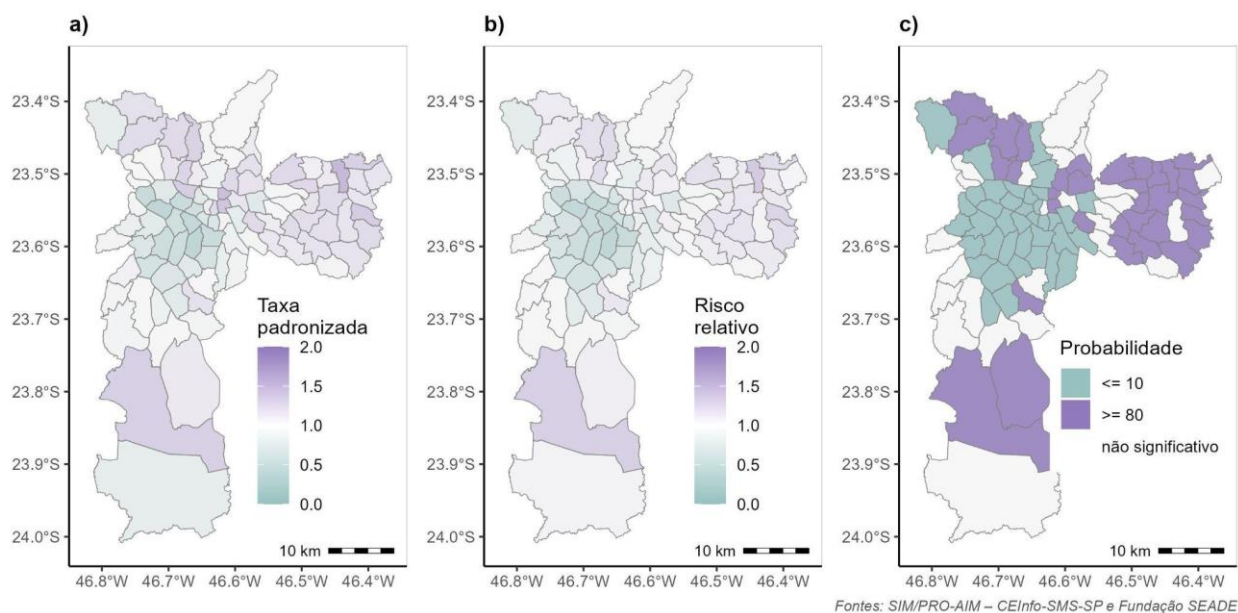 a)
23.4°S
23.5°S
23.6°S
23.7°S
23.8°S
23.9°S
24.0°S
46.8°W 46.7°W 46.6°W 46.5°W 46.4°W
Taxa
padronizada
2.0
1.5
1.0
0.5
0.0
10 km
b)
23.4°S
23.5°S
23.6°S
23.7°S
23.8°S
23.9°S
24.0°S
46.8°W 46.7°W 46.6°W 46.5°W 46.4°W
Risco
relativo
2.0
1.5
1.0
0.5
0.0
10 km
c)
23.4°S
23.5°S
23.6°S
23.7°S
23.8°S
23.9°S
24.0°S
46.8°W 46.7°W 46.6°W 46.5°W 46.4°W
Probabilidade
<= 10
>= 80
não significativo
10 km
Fontes: SIM/PRO-AIM – CEInfo-SMS-SP e Fundação SEADE